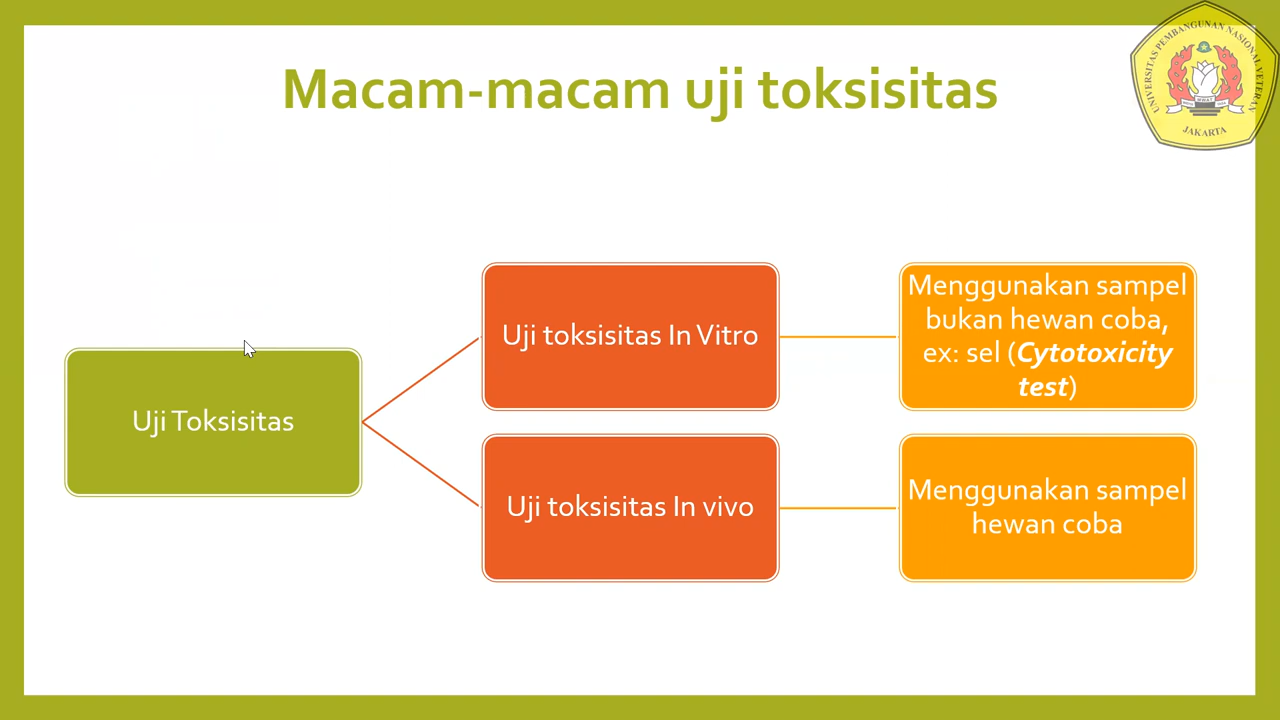 Macam-macam uji toksisitas
UNIVERSITAS PEMBANGUNAN NASIONAL VETERAN
JAKARTA
Uji Toksisitas
Uji toksisitas In Vitro
Menggunakan sampel
bukan hewan coba,
ex: sel (Cytotoxicity
test)
Uji toksisitas In vivo
Menggunakan sampel
hewan coba